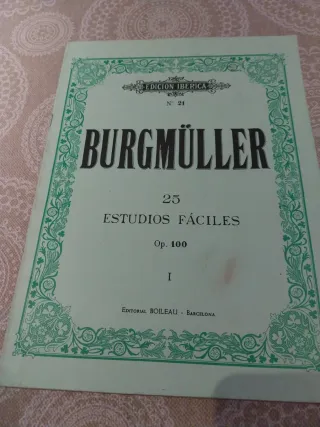 EDICION IBERICA
Nº. 21
BURGMÜLLER
25
ESTUDIOS FÁCILES
Op. 100
I
EDITORIAL BOILEAU - BARCELONA